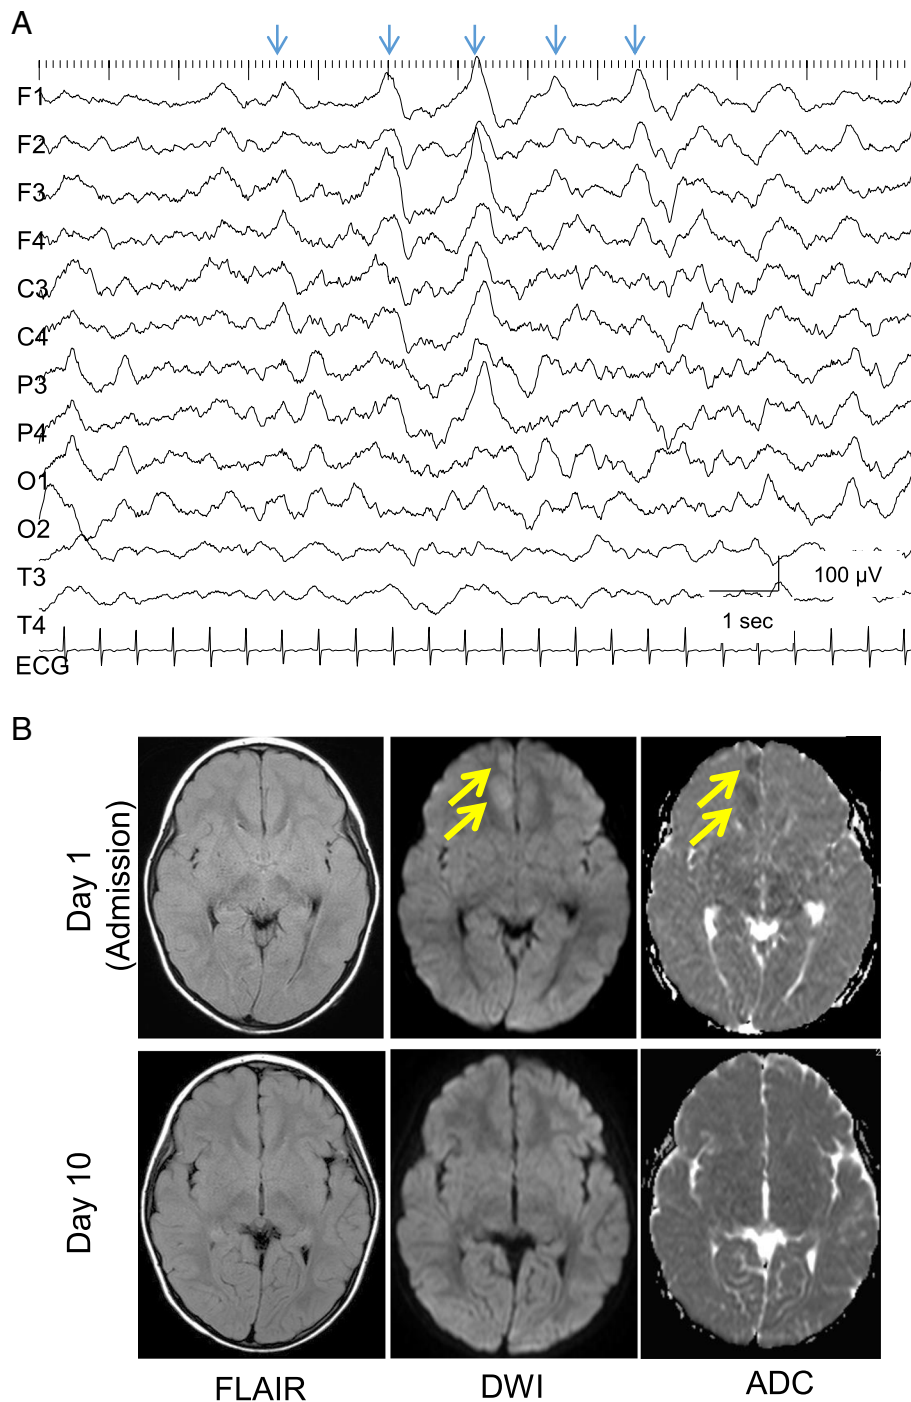 A
F1
F2
F3
F4
C3
C4
P3
P4
O1
O2
T3
100 µV
1 sec
T4
ECG
B
Day 1
(Admission)
Day 10
FLAIR
DWI
ADC